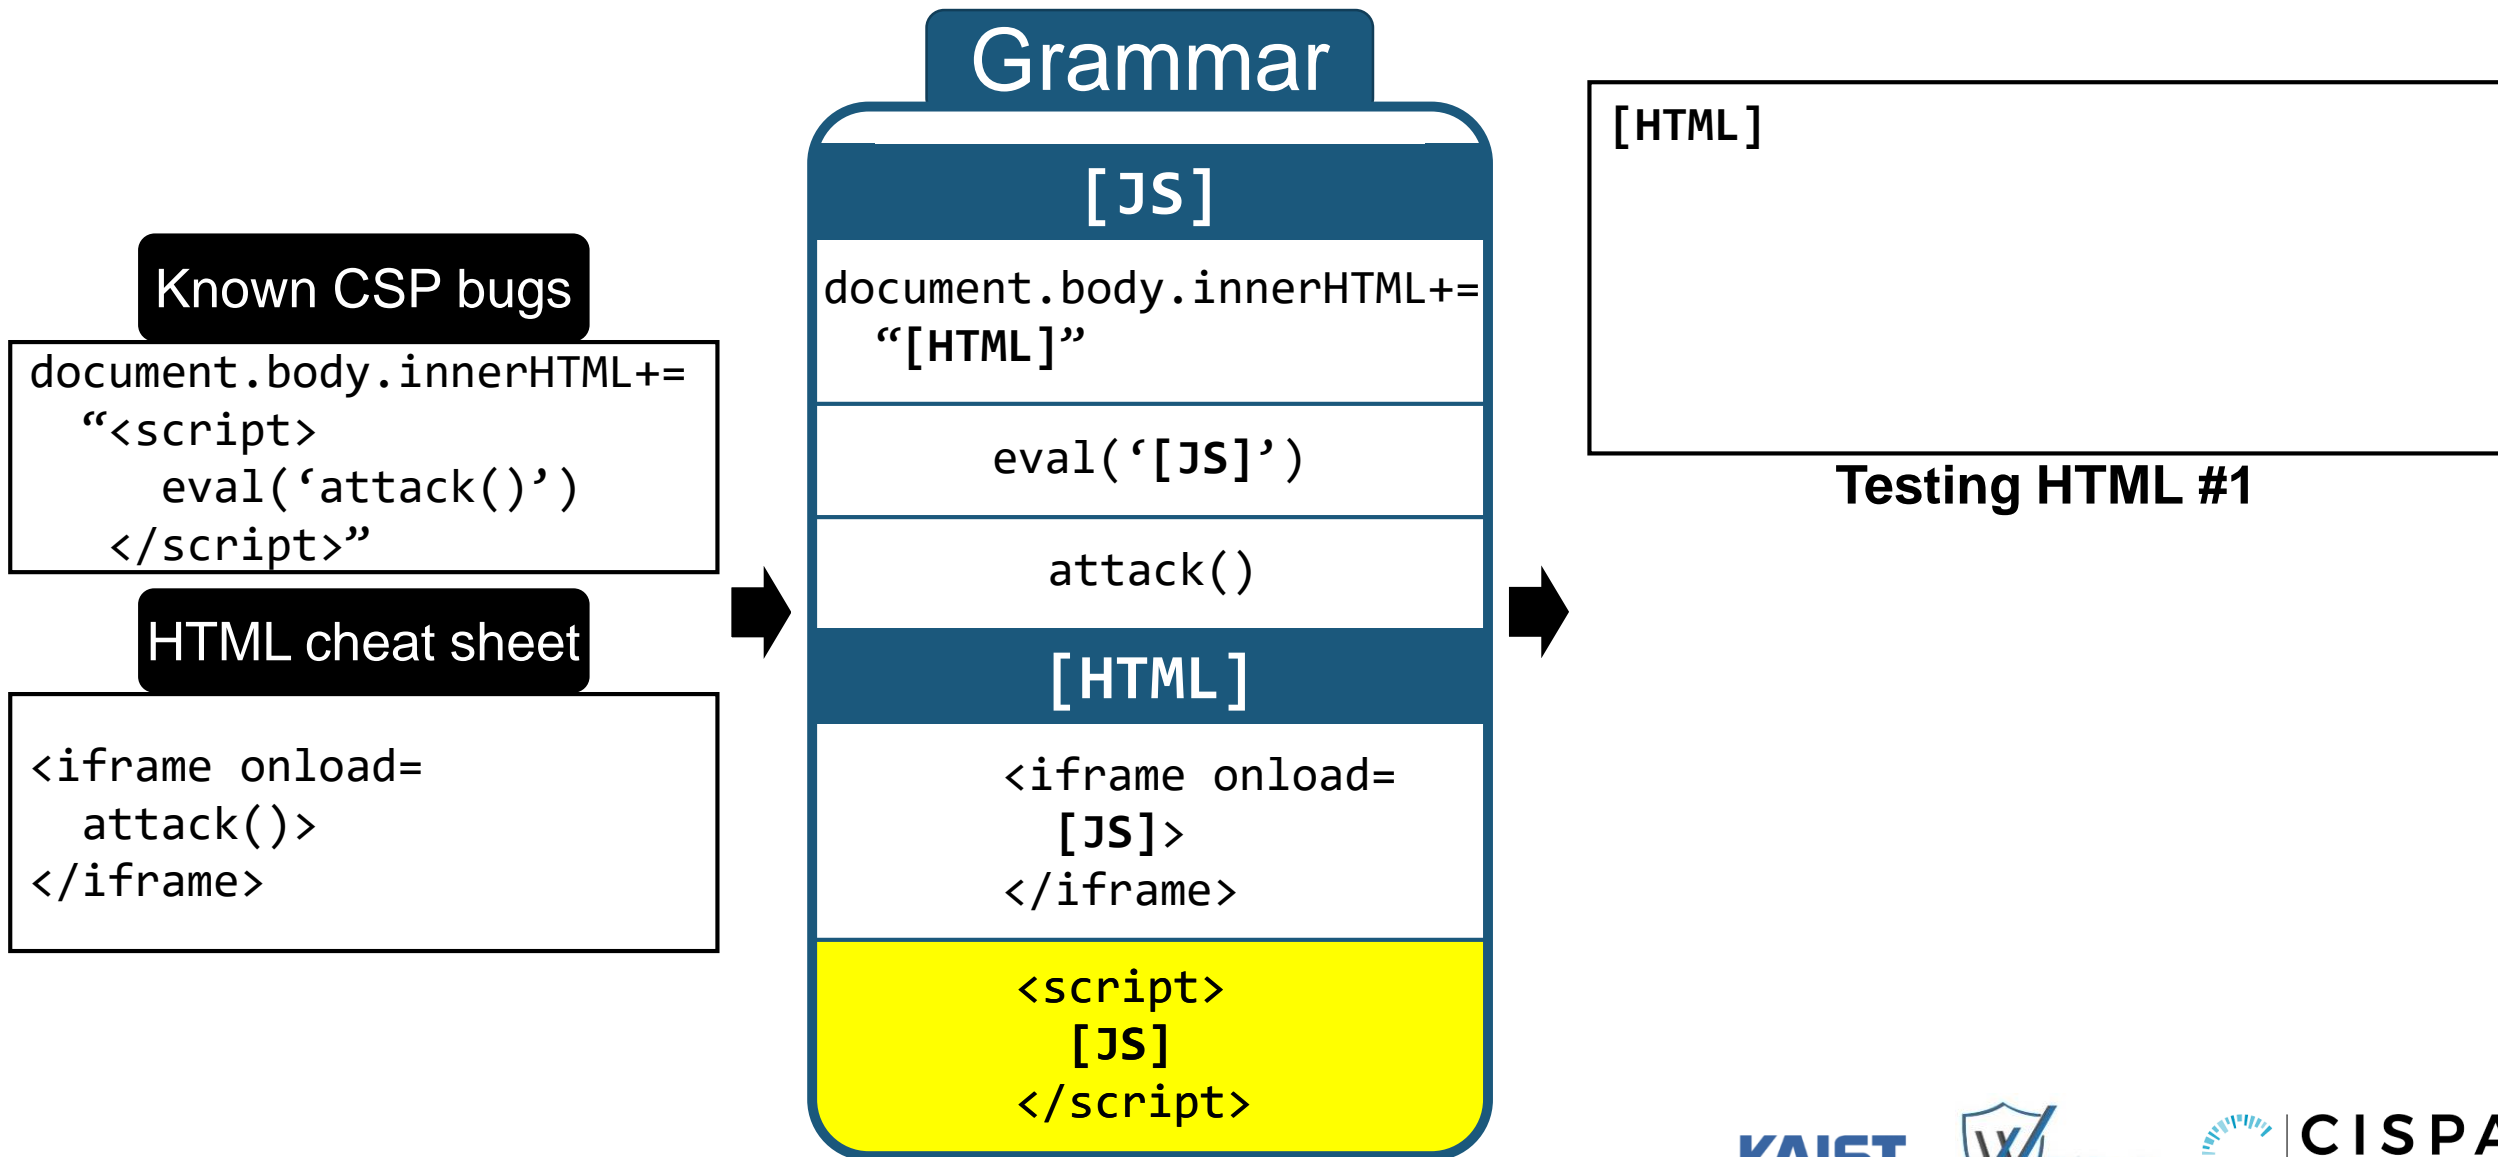 Known CSP bugs
document.body.innerHTML+=
“<script>
eval(‘attack()’)
</script>”
HTML cheat sheet
<iframe onload=
attack()>
</iframe>
Grammar
[JS]
document.body.innerHTML+=
“[HTML]”
eval(‘[JS]’)
attack()
[HTML]
<iframe onload=
[JS]>
</iframe>
<script>
[JS]
</script>
[HTML]
Testing HTML #1
KAIST
W
CISPA